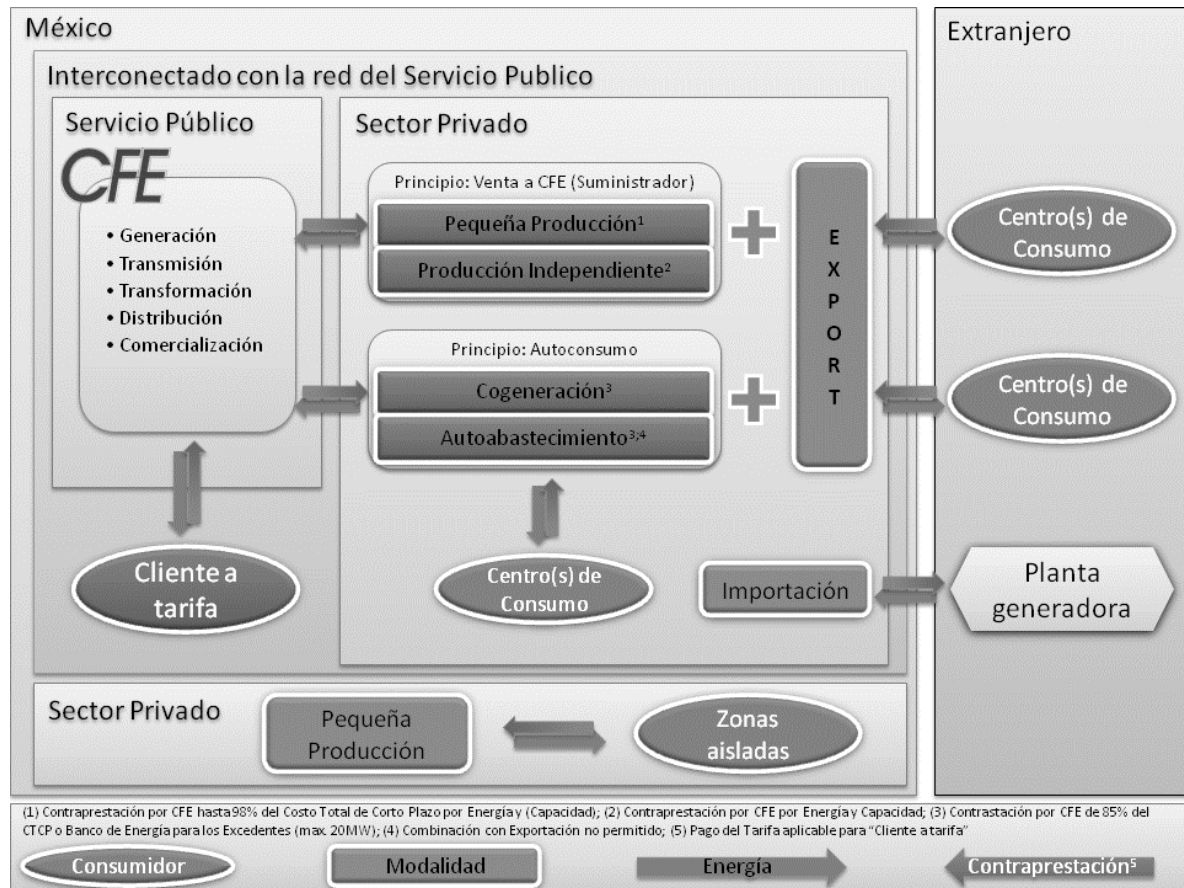 México
Interconectado con la red del Servicio Publico
Servicio Público
CFE
• Generación
• Transmisión
• Transformación
• Distribución
• Comercialización
Cliente a
tarifa
Sector Privado
Principio: Venta a CFE (Suministrador)
Pequeña Producción¹
Producción Independiente²
Principio: Autoconsumo
Cogeneración³
Autoabastecimiento³;⁴
Centro(s) de
Consumo
E
X
P
O
R
T
Importación
Extranjero
Centro(s) de
Consumo
Centro(s) de
Consumo
Planta
generadora
Sector Privado
Pequeña
Producción
Zonas
aisladas
(1) Contraprestación por CFE hasta 98% del Costo Total de Corto Plazo por Energía y (Capacidad); (2) Contraprestación por CFE por Energía y Capacidad; (3) Contrastación por CFE de 85% del
CTCP o Banco de Energía para los Excedentes (max. 20MW); (4) Combinación con Exportación no permitido; (5) Pago del Tarifa aplicable para “Cliente a tarifa”
Consumidor
Modalidad
Energía
Contraprestación⁵